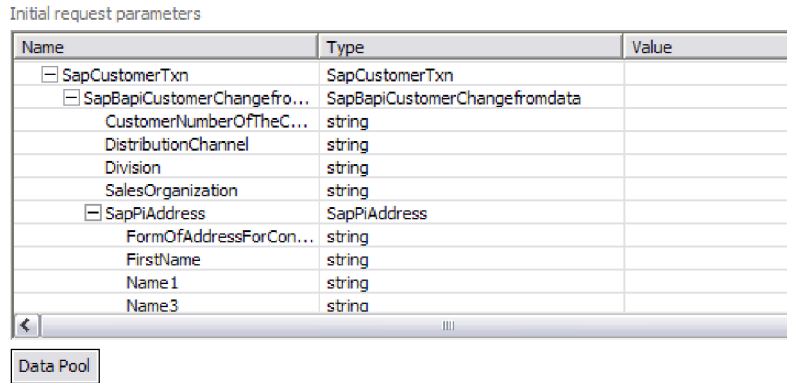 Initial request parameters
Name Type Value
SapCustomerTxn SapCustomerTxn
SapBapiCustomerChangefro... SapBapiCustomerChangefromdata
CustomerNumberOfTheC... string
DistributionChannel string
Division string
SalesOrganization string
SapPiAddress SapPiAddress
FormOfAddressForCon... string
FirstName string
Name1 string
Name3 string
Data Pool